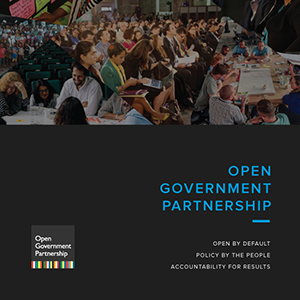 OPEN
GOVERNMENT
PARTNERSHIP
OPEN BY DEFAULT
POLICY BY THE PEOPLE
ACCOUNTABILITY FOR RESULTS
Open
Government
Partnership